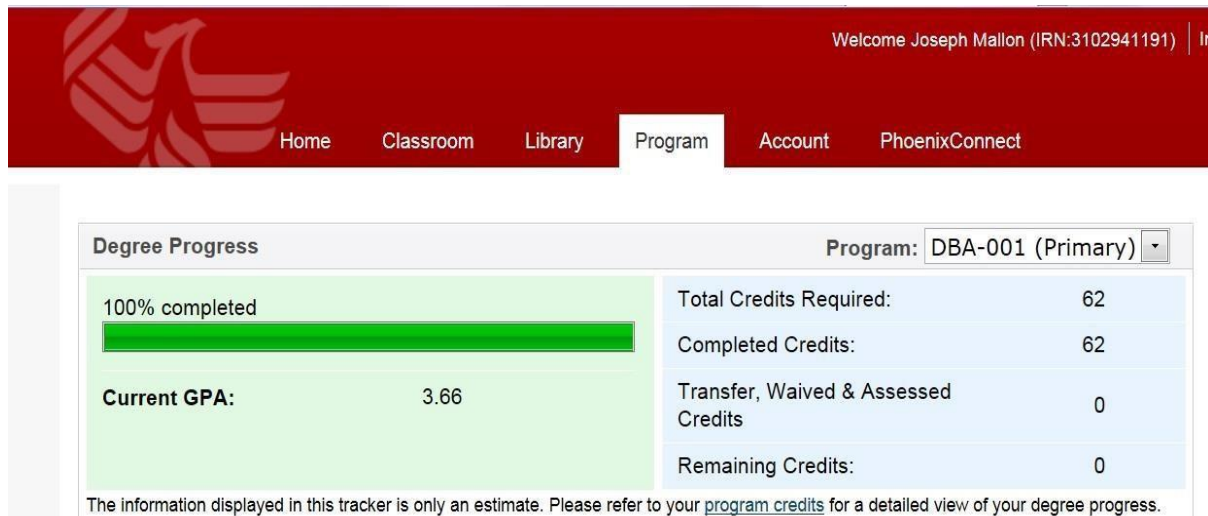 Welcome Joseph Mallon (IRN:3102941191)
Home Classroom Library Program Account PhoenixConnect
Degree Progress Program: DBA-001 (Primary)
100% completed
Total Credits Required: 62
Completed Credits: 62
Current GPA: 3.66
Transfer, Waived & Assessed
Credits 0
Remaining Credits: 0
The information displayed in this tracker is only an estimate. Please refer to your program credits for a detailed view of your degree progress.